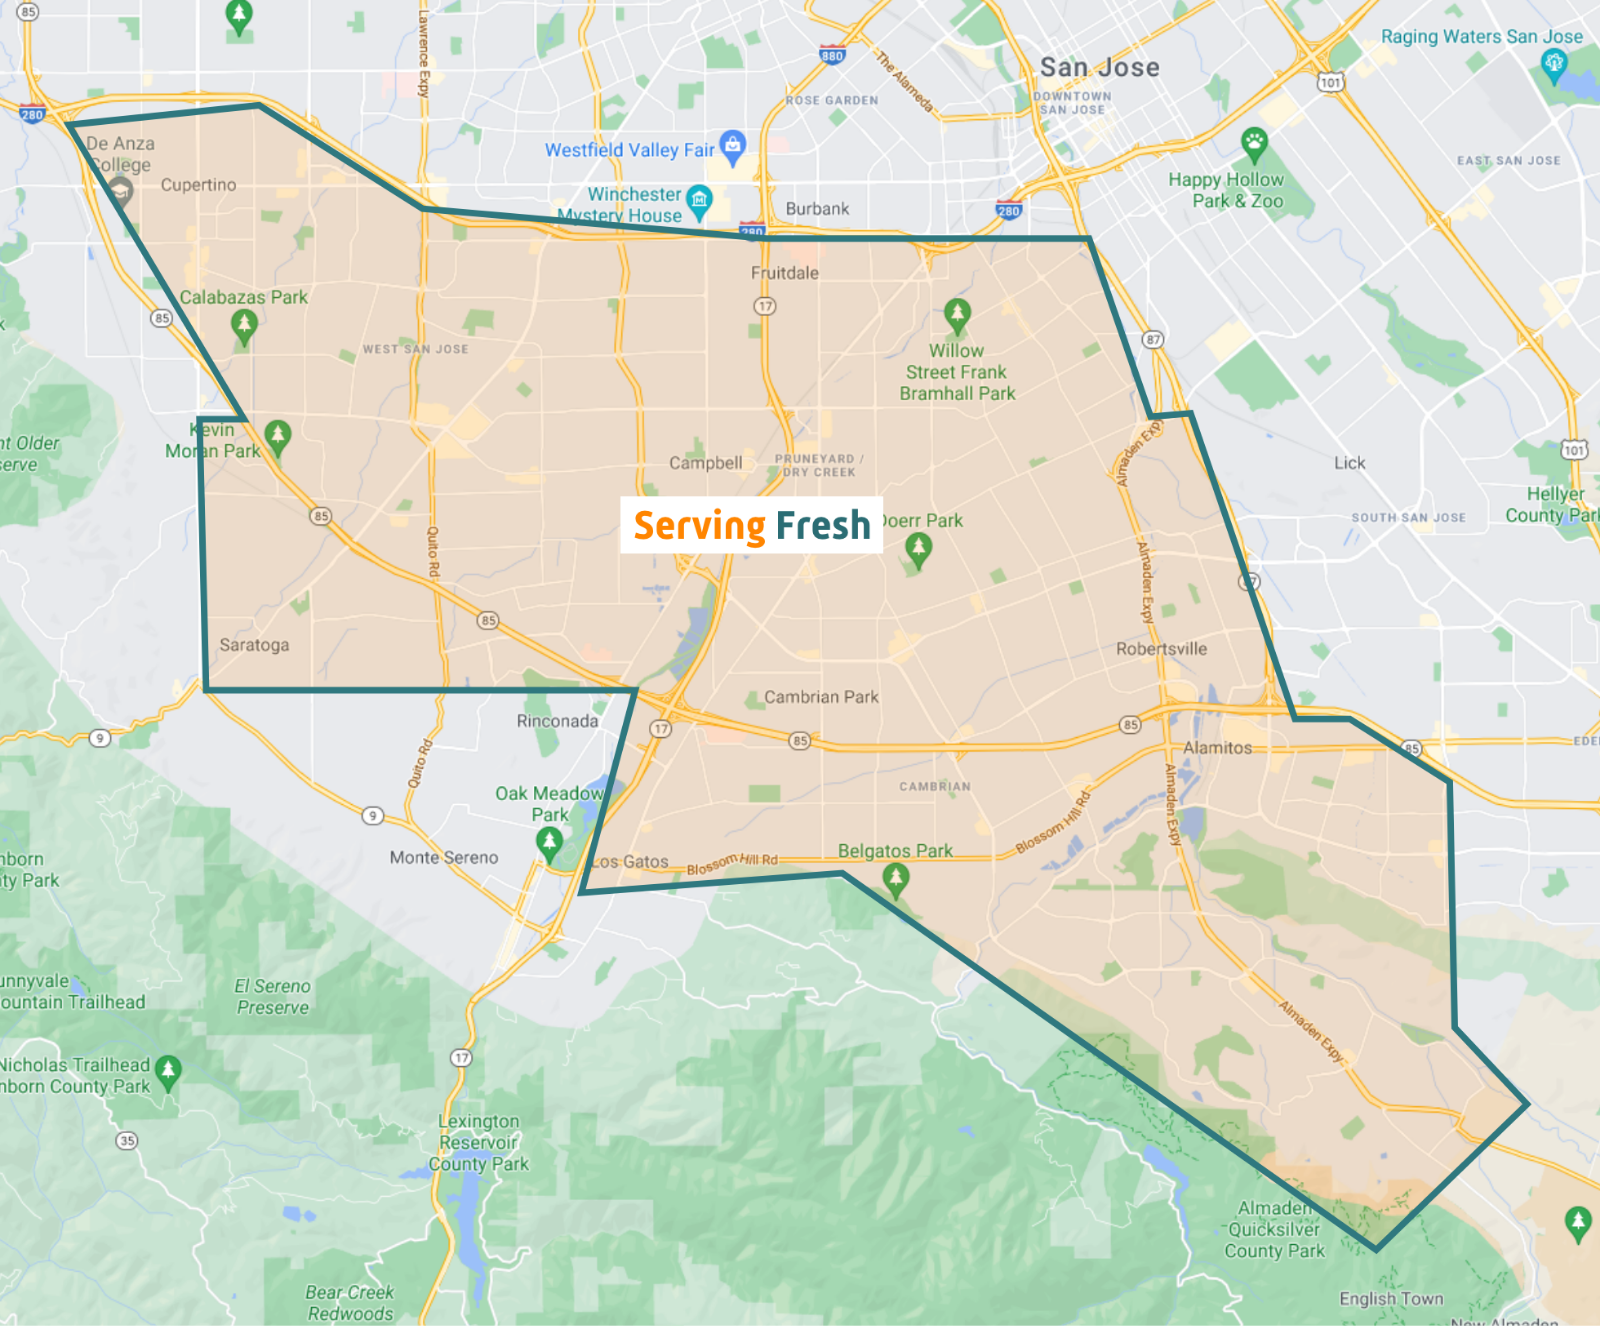 85
Lawrence Expy
880
The Alameda
San Jose
DOWNTOWN
SAN JOSE
101
Raging Waters San Jose
280
ROSE GARDEN
De Anza
College
Cupertino
Westfield Valley Fair
Winchester
Mystery House
280
Burbank
280
Happy Hollow
Park & Zoo
EAST SAN JOSE
Fruitdale
17
Calabazas Park
85
WEST SAN JOSE
Willow
Street Frank
Bramhall Park
87
Kevin
Moran Park
nt Older
serve
Campbell
PRUNEYARD /
DRY CREEK
Almaden Exp
Lick
101
Hellyer
County Park
SOUTH SAN JOSE
85
Quito Rd
Serving Fresh
Doerr Park
Almaden Expy
87
85
Saratoga
Robertsville
Cambrian Park
Rinconada
17
85
85
Alamitos
85
EDE
9
Quito Rd
Oak Meadow
Park
CAMBRIAN
Almaden Expy
9
Monte Sereno
Los Gatos
Blossom Hill Rd
Belgatos Park
Blossom Hill Rd
nborn
ty Park
unnyvale
ountain Trailhead
El Sereno
Preserve
Almaden Expy
Nicholas Trailhead
nborn County Park
17
35
Lexington
Reservoir
County Park
Almaden
Quicksilver
County Park
Bear Creek
Redwoods
English Town
New Almaden